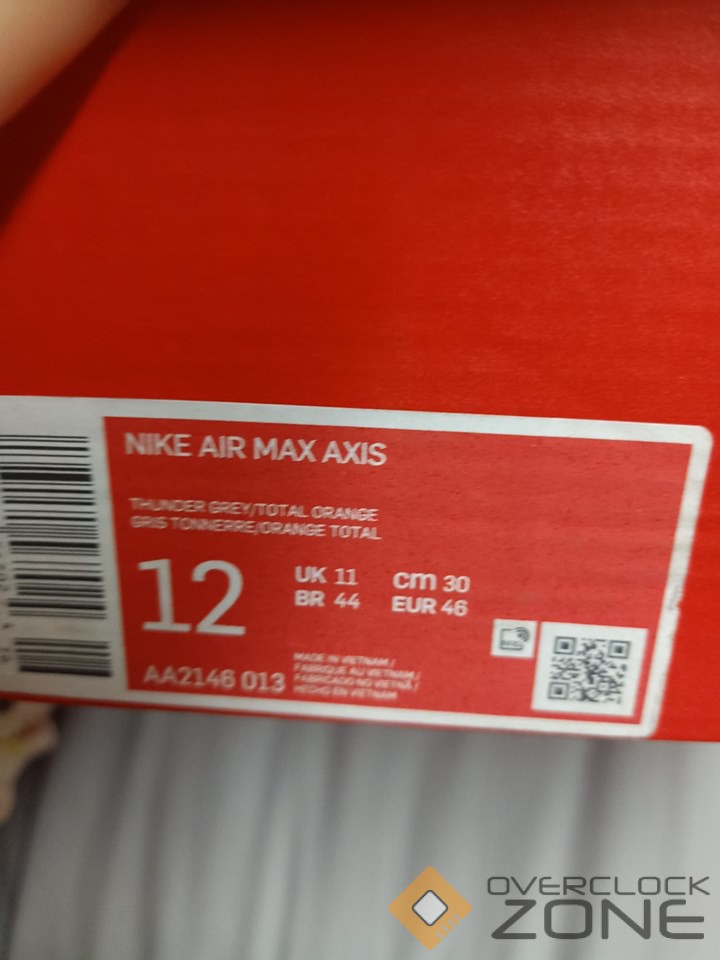 NIKE AIR MAX AXIS
THUNDER GREY/TOTAL ORANGE
GRIS TONNERRE/ORANGE TOTAL
12
UK 11 cm 30
BR 44 EUR 46
AA2146 013
MADE IN VIETNAM /
FABRIQUE AU VIETNAM /
FABRICADO NO VIETNÃ /
HECHO EN VIETNAM
OVERCLOCK
ZONE